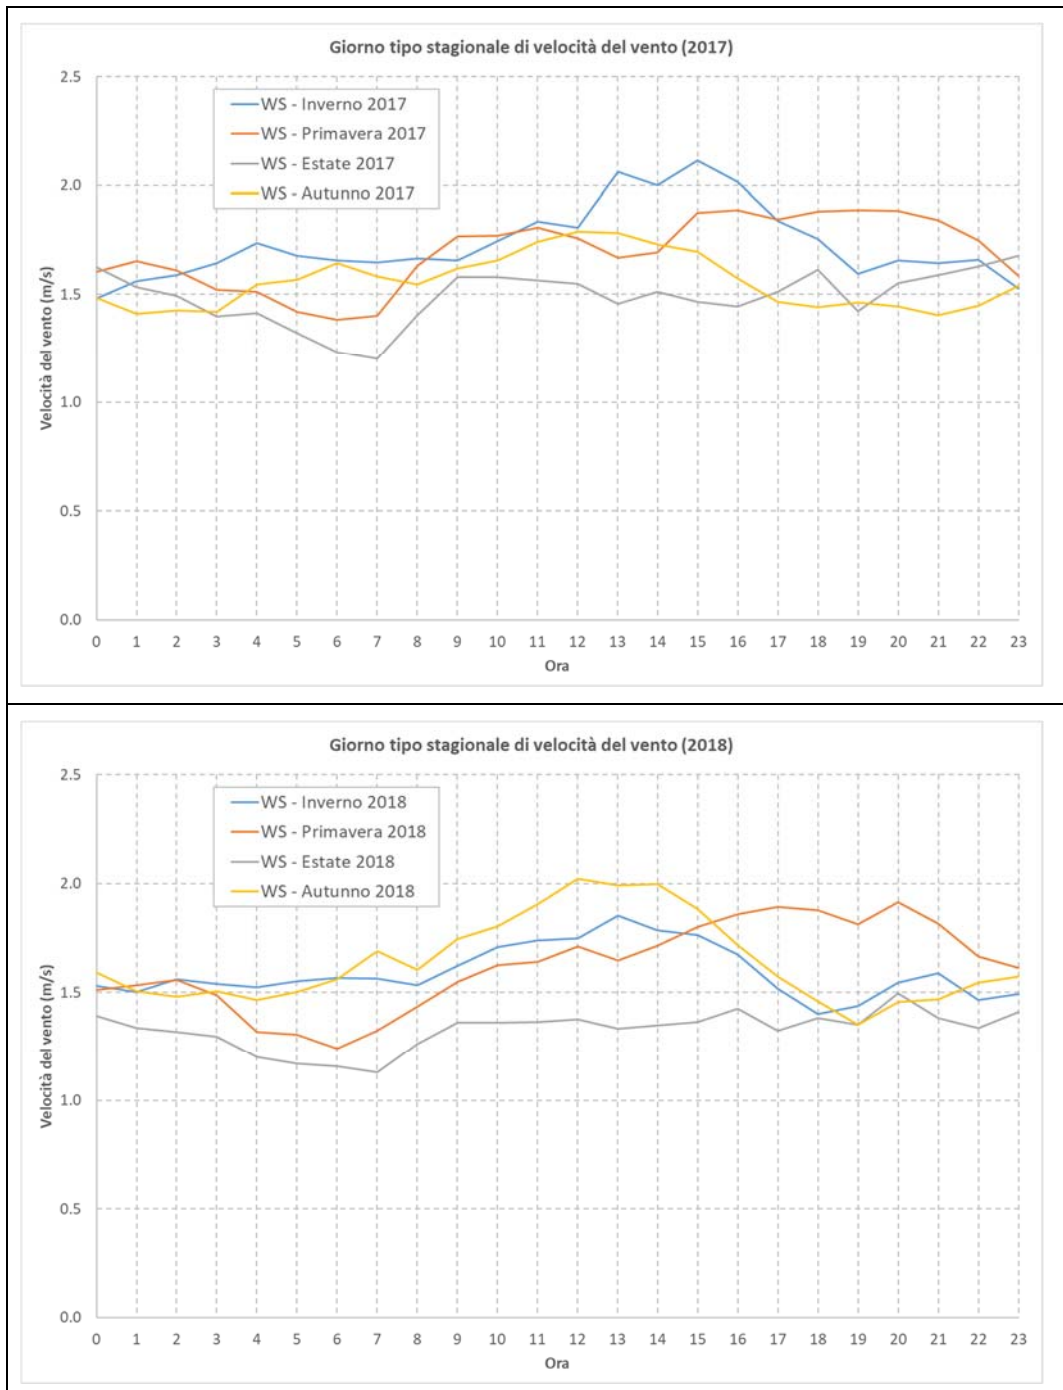 Giorno tipo stagionale di velocità del vento (2017)
2.5
WS - Inverno 2017
WS - Primavera 2017
WS - Estate 2017
WS - Autunno 2017
2.0
1.5
1.0
0.5
0.0
Velocità del vento (m/s)
0 1 2 3 4 5 6 7 8 9 10 11 12 13 14 15 16 17 18 19 20 21 22 23
Ora
Giorno tipo stagionale di velocità del vento (2018)
2.5
WS - Inverno 2018
WS - Primavera 2018
WS - Estate 2018
WS - Autunno 2018
2.0
1.5
1.0
0.5
0.0
Velocità del vento (m/s)
0 1 2 3 4 5 6 7 8 9 10 11 12 13 14 15 16 17 18 19 20 21 22 23
Ora